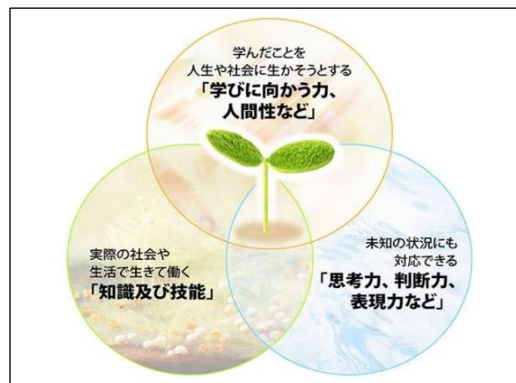 学んだことを
人生や社会に生かそうとする
「学びに向かう力、
人間性など」
実際の社会や
生活で生きて働く
「知識及び技能」
未知の状況にも
対応できる
「思考力、判断力、
表現力など」